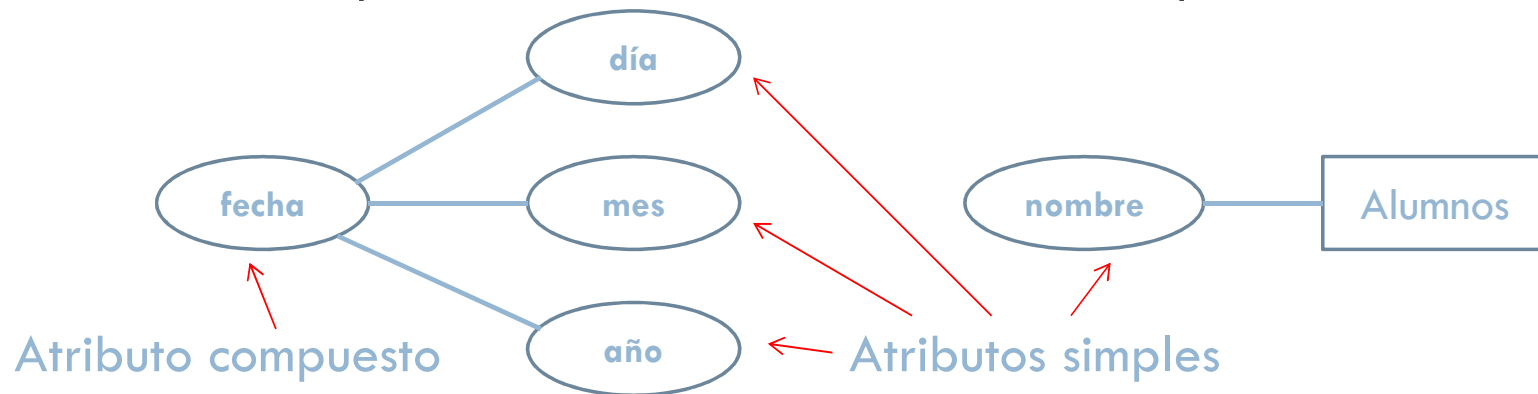 día
fecha
mes
nombre
Alumnos
año
Atributo compuesto
Atributos simples